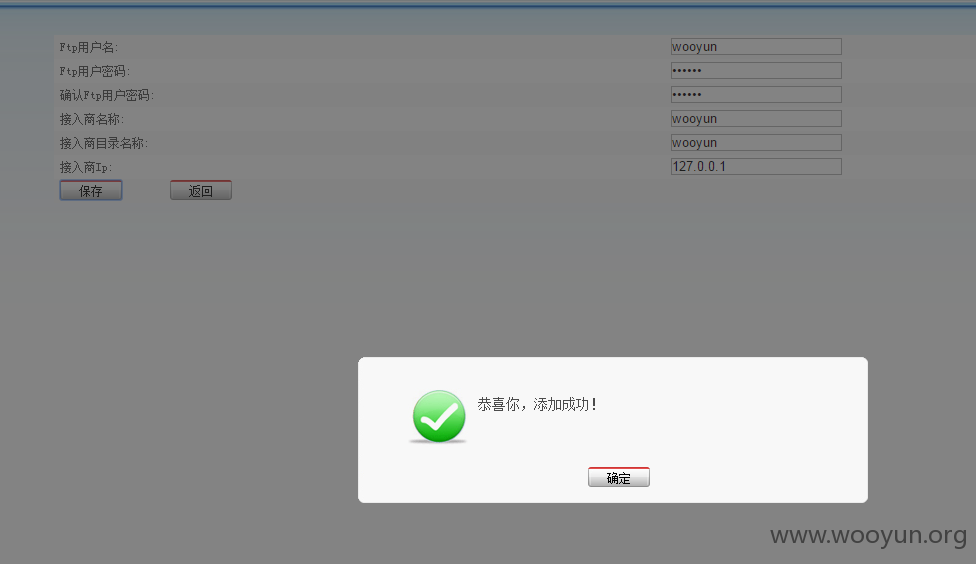 Ftp用户名: wooyun
Ftp用户密码: ••••••
确认Ftp用户密码: ••••••
接入商名称: wooyun
接入商目录名称: wooyun
接入商Ip: 127.0.0.1
保存 返回
恭喜你，添加成功！
确定
www.wooyun.org